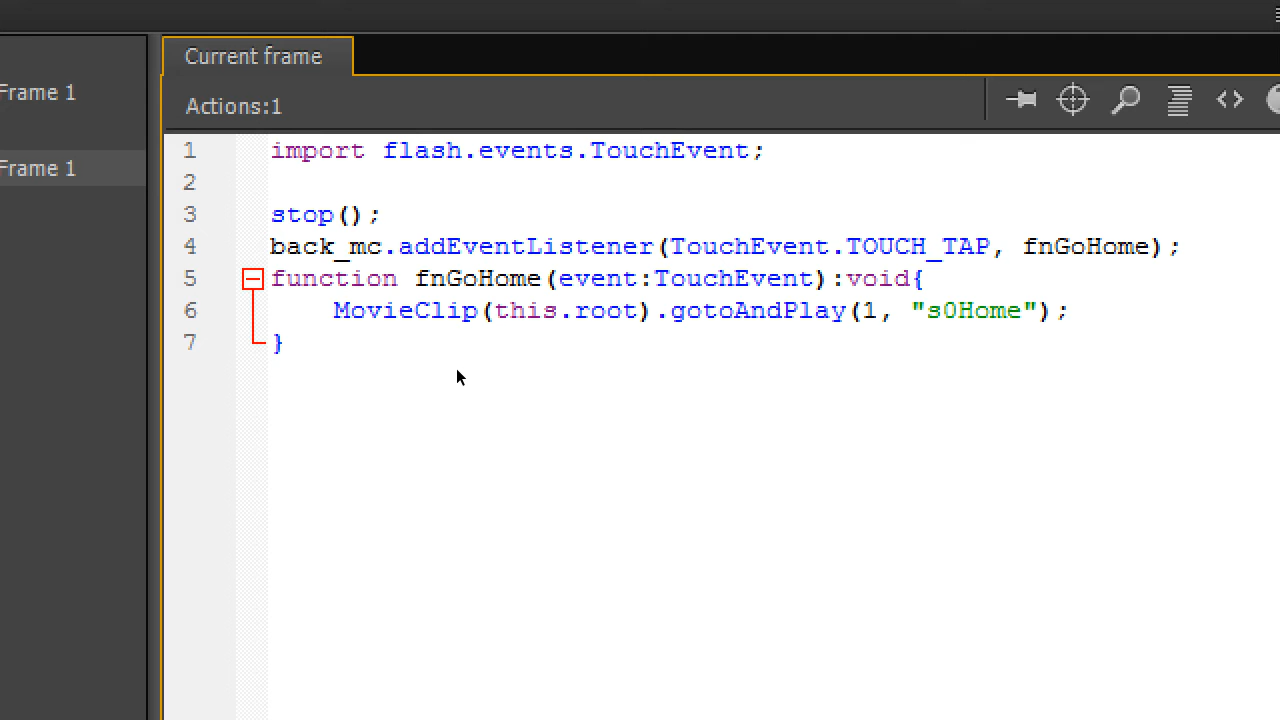 Current frame
Frame 1
Actions:1
Frame 1
1 import flash.events.TouchEvent;
2
3 stop();
4 back_mc.addEventListener(TouchEvent.TOUCH_TAP, fnGoHome);
5 function fnGoHome(event:TouchEvent):void{
6 MovieClip(this.root).gotoAndPlay(1, "s0Home");
7 }